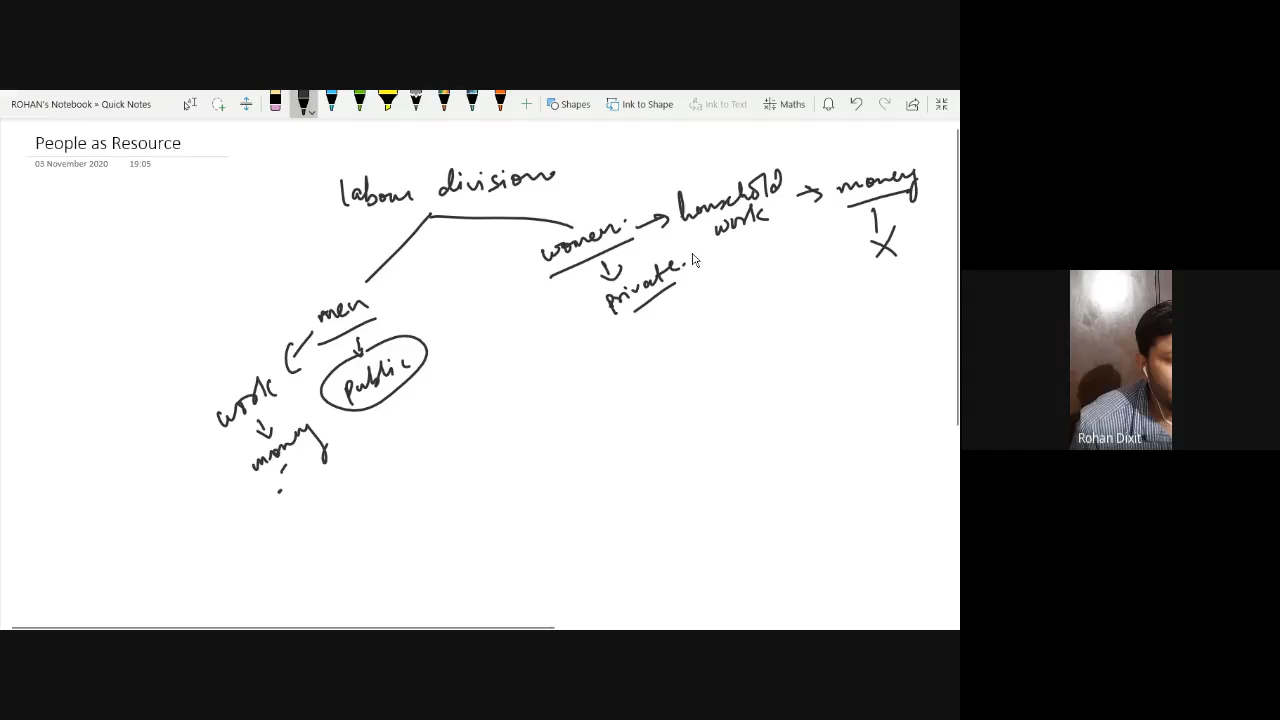 ROHAN's Notebook » Quick Notes
Shapes
Ink to Shape
Ink to Text
Maths
People as Resource
03 November 2020 19:05
labour division
women. → household work → money
X
private.
men
public
work
money
Rohan Dixit